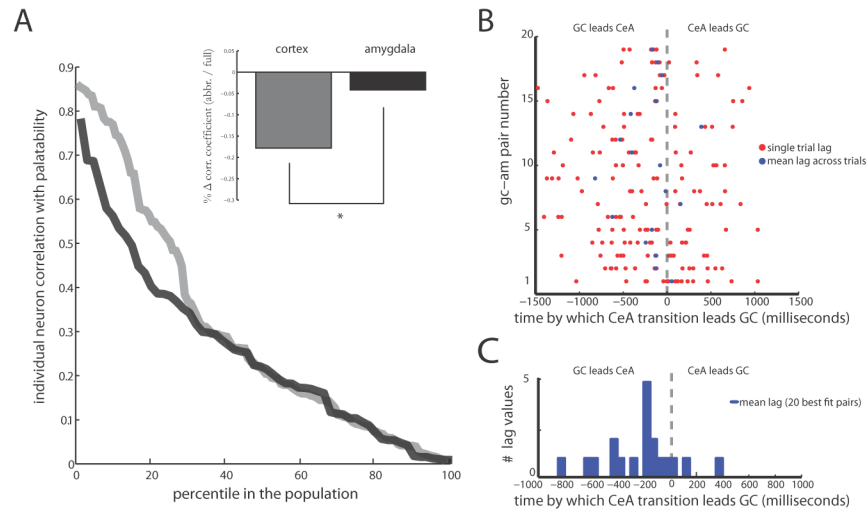 A
cortex
amygdala
% Δ corr. coefficient (abbr. / full)
0.05
0
−0.05
−0.1
−0.15
−0.2
−0.25
−0.3
*
individual neuron correlation with palatability
0.9
0.8
0.7
0.6
0.5
0.4
0.3
0.2
0.1
0
0
20
40
60
80
100
percentile in the population
B
GC leads CeA
CeA leads GC
gc−am pair number
20
15
10
5
1
single trial lag
mean lag across trials
−1500
−1000
−500
0
500
1000
1500
time by which CeA transition leads GC (milliseconds)
C
GC leads CeA
CeA leads GC
# lag values
5
0
mean lag (20 best fit pairs)
−1000
−800
−600
−400
−200
0
200
400
600
800
1000
time by which CeA transition leads GC (milliseconds)